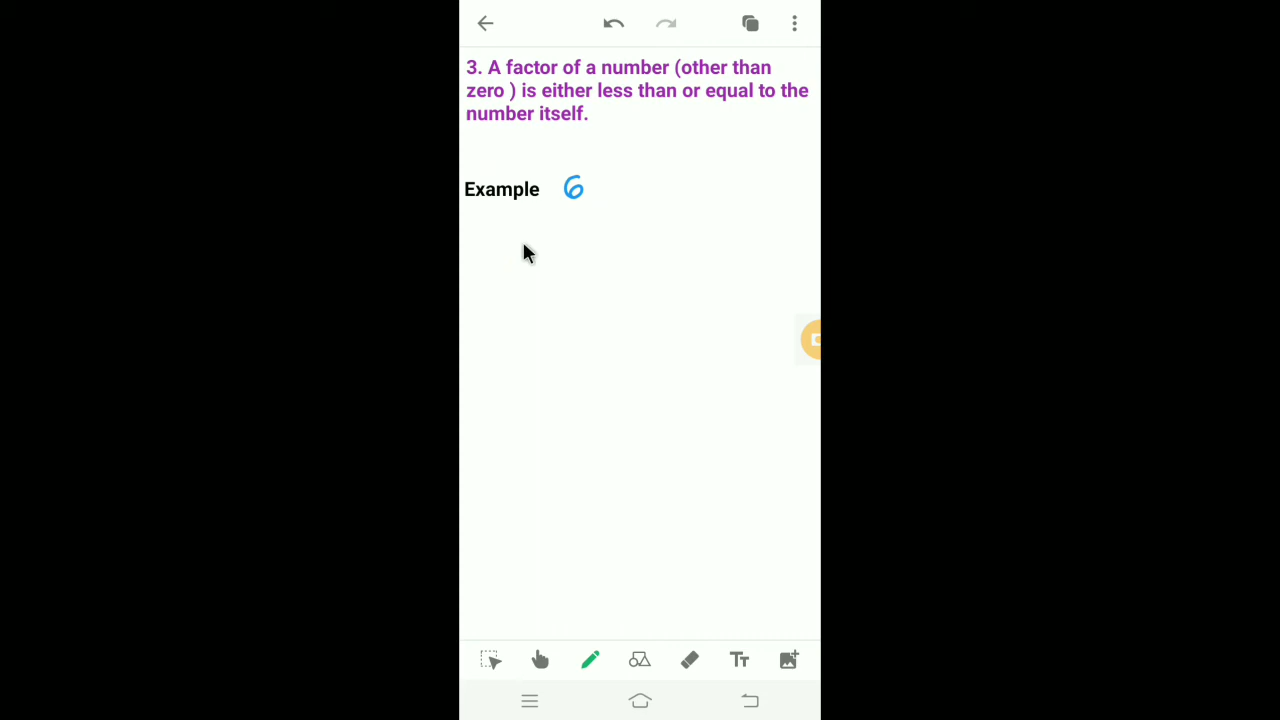 3. A factor of a number (other than
zero ) is either less than or equal to the
number itself.
Example 6